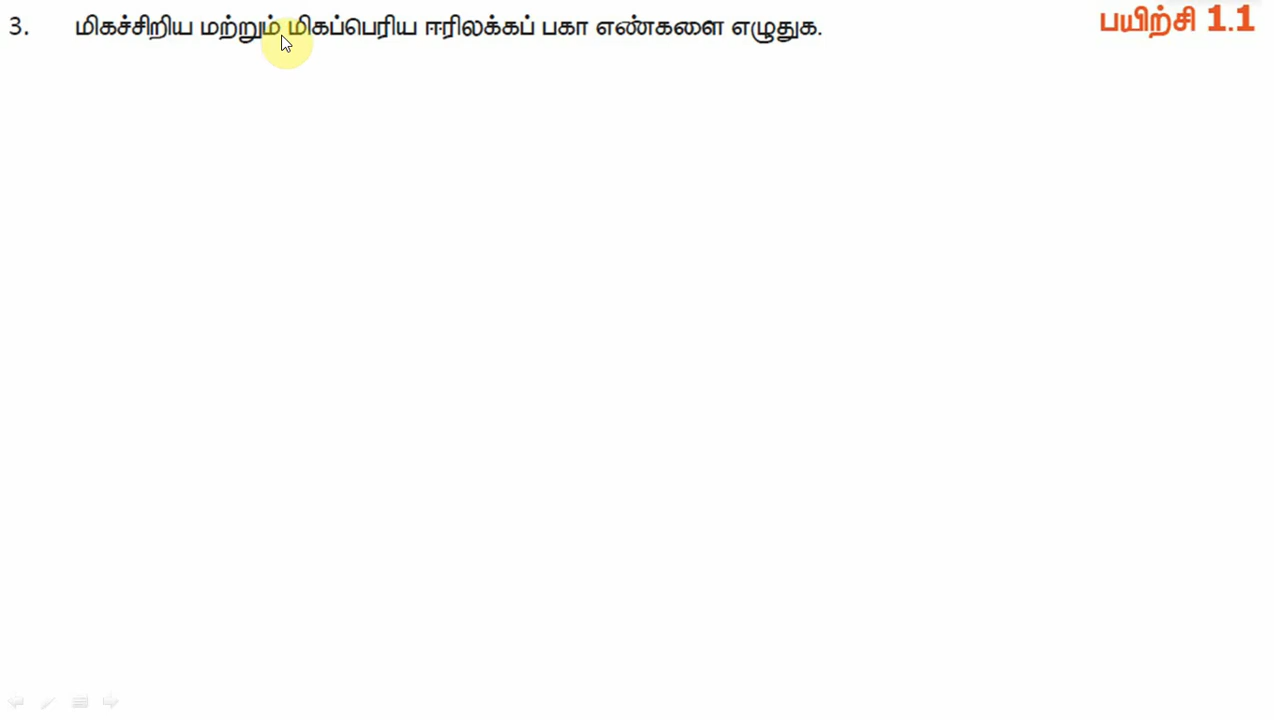 3. மிகச்சிறிய மற்றும் மிகப்பெரிய ஈரிலக்கப் பகா எண்களை எழுதுக.
பயிற்சி 1.1